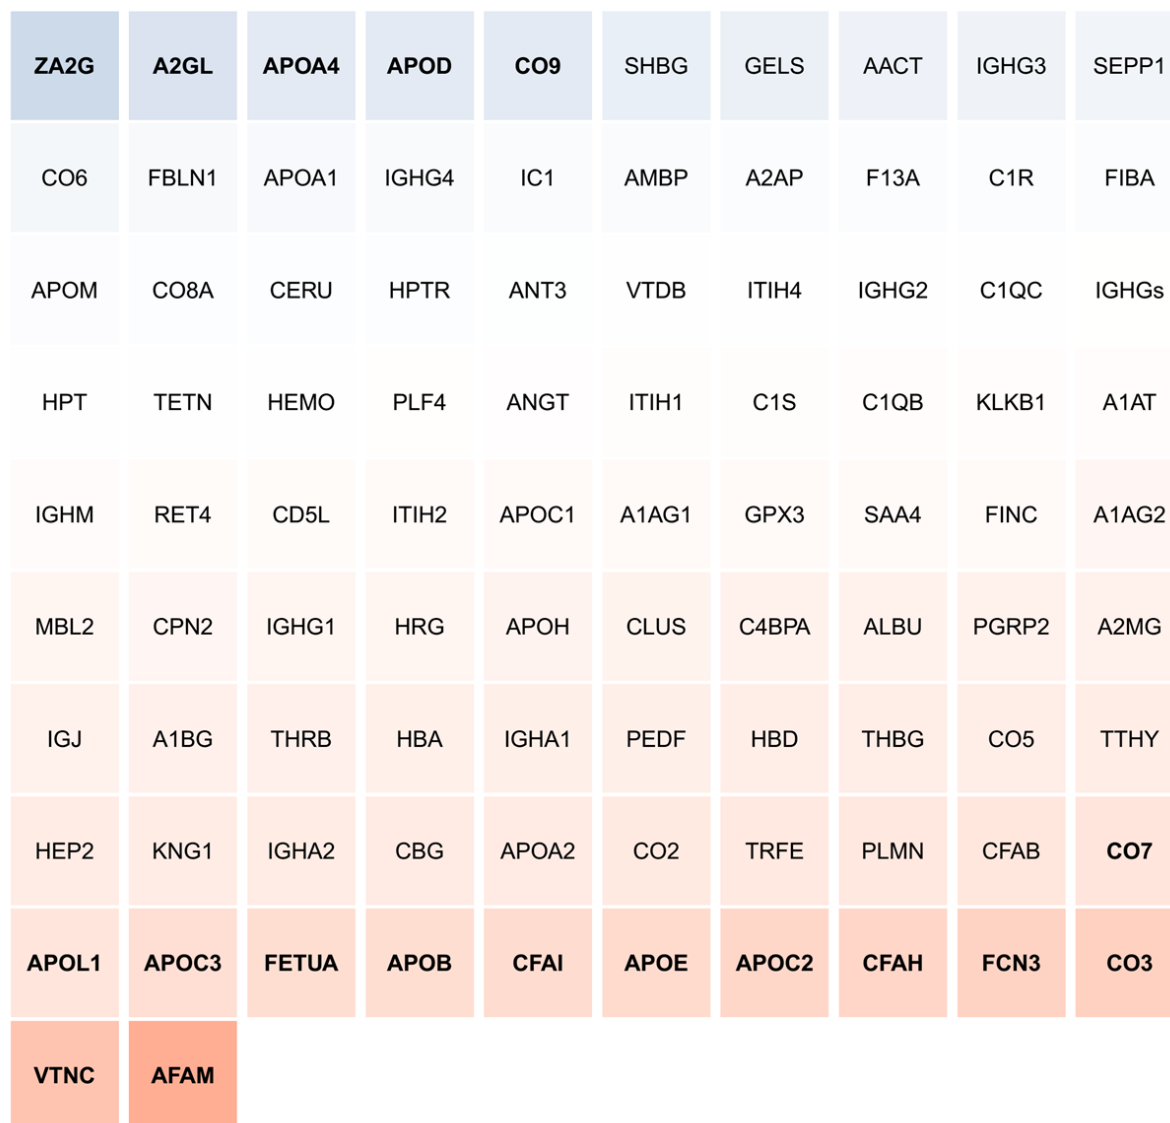 ZA2G A2GL APOA4 APOD CO9 SHBG GELS AACT IGHG3 SEPP1
CO6 FBLN1 APOA1 IGHG4 IC1 AMBP A2AP F13A C1R FIBA
APOM CO8A CERU HPTR ANT3 VTDB ITIH4 IGHG2 C1QC IGHGs
HPT TETN HEMO PLF4 ANGT ITIH1 C1S C1QB KLKB1 A1AT
IGHM RET4 CD5L ITIH2 APOC1 A1AG1 GPX3 SAA4 FINC A1AG2
MBL2 CPN2 IGHG1 HRG APOH CLUS C4BPA ALBU PGRP2 A2MG
IGJ A1BG THRB HBA IGHA1 PEDF HBD THBG CO5 TTHY
HEP2 KNG1 IGHA2 CBG APOA2 CO2 TRFE PLMN CFAB CO7
APOL1 APOC3 FETUA APOB CFAI APOE APOC2 CFAH FCN3 CO3
VTNC AFAM